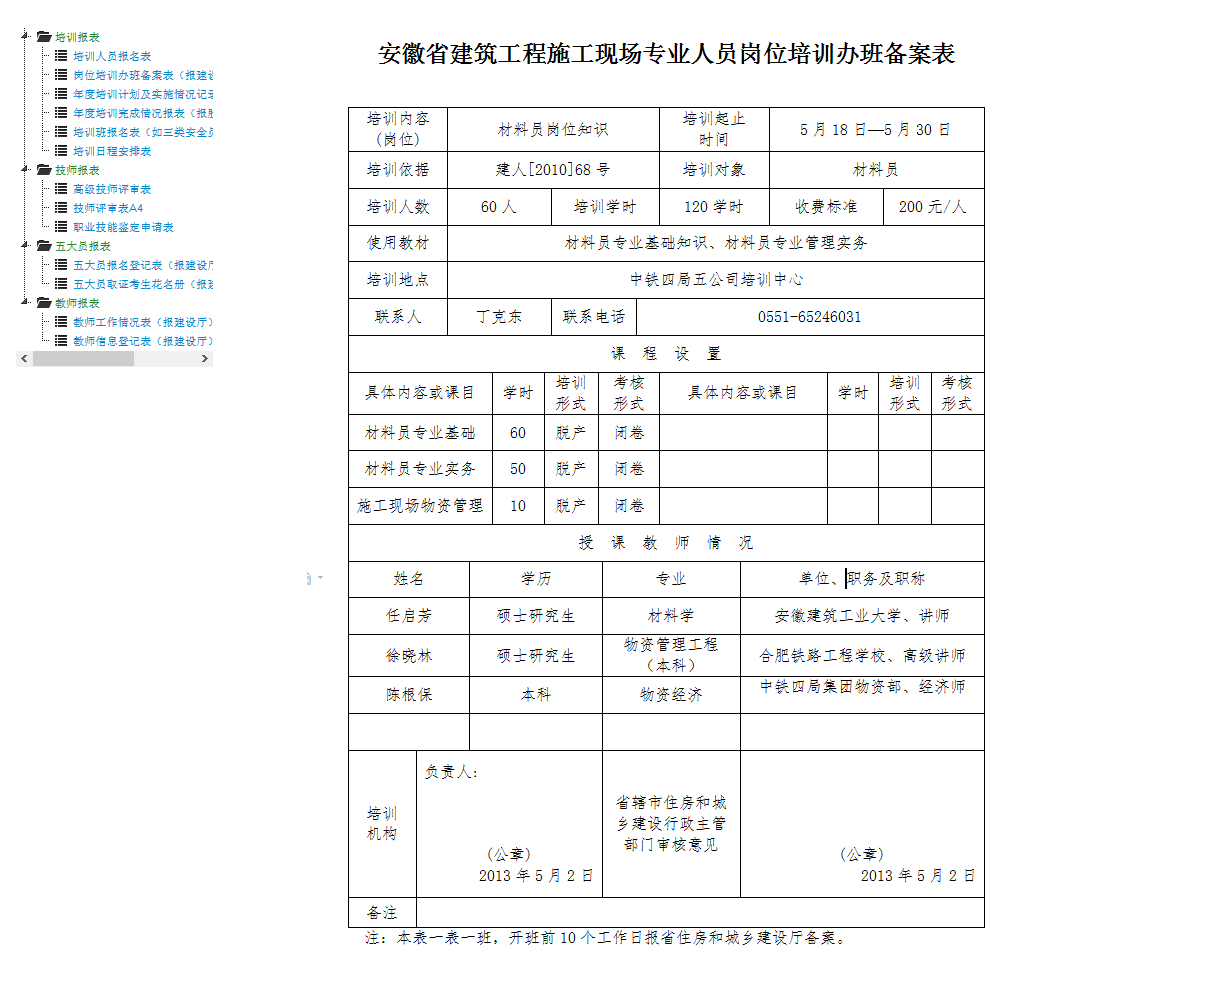 培训报表
培训人员报名表
岗位培训办班备案表（报建设
年度培训计划及实施情况记录
年度培训完成情况报表（报
培训班报名表（如三类安全员
培训日程安排表
技师报表
高级技师评审表
技师评审表A4
职业技能鉴定申请表
五大员报表
五大员报名登记表（报建设厅
五大员取证考生花名册（报建
教师报表
教师工作情况表（报建设厅）
教师信息登记表（报建设厅）
安徽省建筑工程施工现场专业人员岗位培训办班备案表
培训内容(岗位) 材料员岗位知识 培训起止时间 5月18日—5月30日
培训依据 建人[2010]68号 培训对象 材料员
培训人数 60人 培训学时 120学时 收费标准 200元/人
使用教材 材料员专业基础知识、材料员专业管理实务
培训地点 中铁四局五公司培训中心
联系人 丁克东 联系电话 0551-65246031
课 程 设 置
具体内容或课目 学时 培训形式 考核形式 具体内容或课目 学时 培训形式 考核形式
材料员专业基础 60 脱产 闭卷
材料员专业实务 50 脱产 闭卷
施工现场物资管理 10 脱产 闭卷
授 课 教 师 情 况
姓名 学历 专业 单位、职务及职称
任启芳 硕士研究生 材料学 安徽建筑工业大学、讲师
徐晓林 硕士研究生 物资管理工程（本科） 合肥铁路工程学校、高级讲师
陈根保 本科 物资经济 中铁四局集团物资部、经济师
培训机构
负责人:
(公章)
2013年5月2日
省辖市住房和城
乡建设行政主管
部门审核意见
(公章)
2013年5月2日
备注
注：本表一表一班，开班前10个工作日报省住房和城乡建设厅备案。